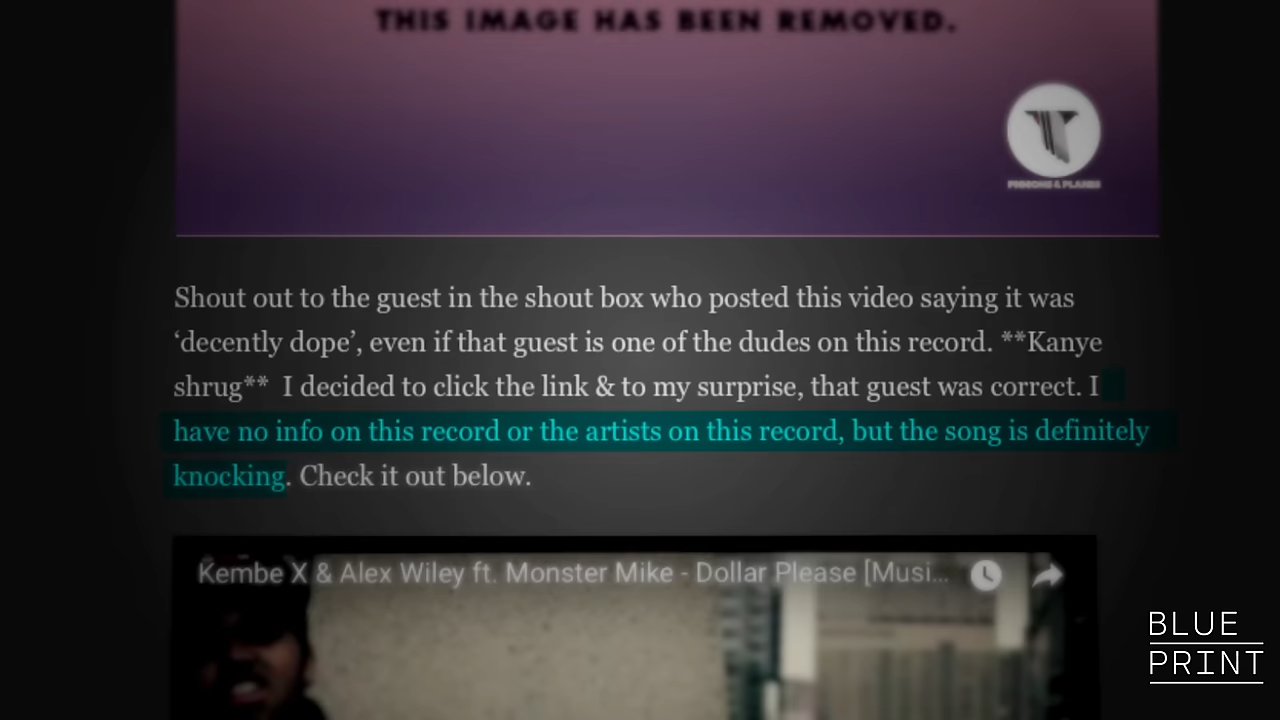 THIS IMAGE HAS BEEN REMOVED.
Shout out to the guest in the shout box who posted this video saying it was
‘decently dope’, even if that guest is one of the dudes on this record. **Kanye
shrug**  I decided to click the link & to my surprise, that guest was correct. I
have no info on this record or the artists on this record, but the song is definitely
knocking. Check it out below.
Kembe X & Alex Wiley ft. Monster Mike - Dollar Please [Musi...
BLUE
PRINT